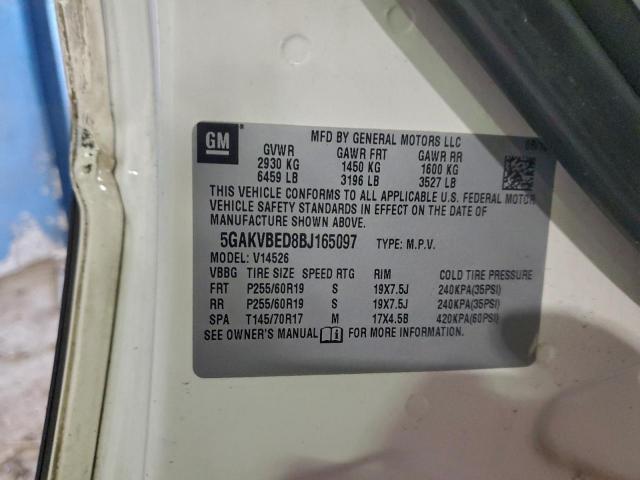 GM ®
MFD BY GENERAL MOTORS LLC
GVWR GAWR FRT GAWR RR
2930 KG 1450 KG 1600 KG
6459 LB 3196 LB 3527 LB
THIS VEHICLE CONFORMS TO ALL APPLICABLE U.S. FEDERAL MOTOR
VEHICLE SAFETY STANDARDS IN EFFECT ON THE DATE OF
MANUFACTURE SHOWN ABOVE.
5GAKVBED8BJ165097 TYPE: M.P.V.
MODEL: V14526
VBBG TIRE SIZE SPEED RTG RIM COLD TIRE PRESSURE
FRT P255/60R19 S 19X7.5J 240KPA(35PSI)
RR P255/60R19 S 19X7.5J 240KPA(35PSI)
SPA T145/70R17 M 17X4.5B 420KPA(60PSI)
SEE OWNER'S MANUAL FOR MORE INFORMATION.